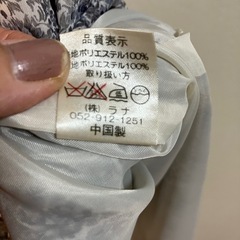 品質表示
地ポリエステル100%
地ポリエステル100%
取り扱い方
(株)ラナ
052-912-1251
中国製